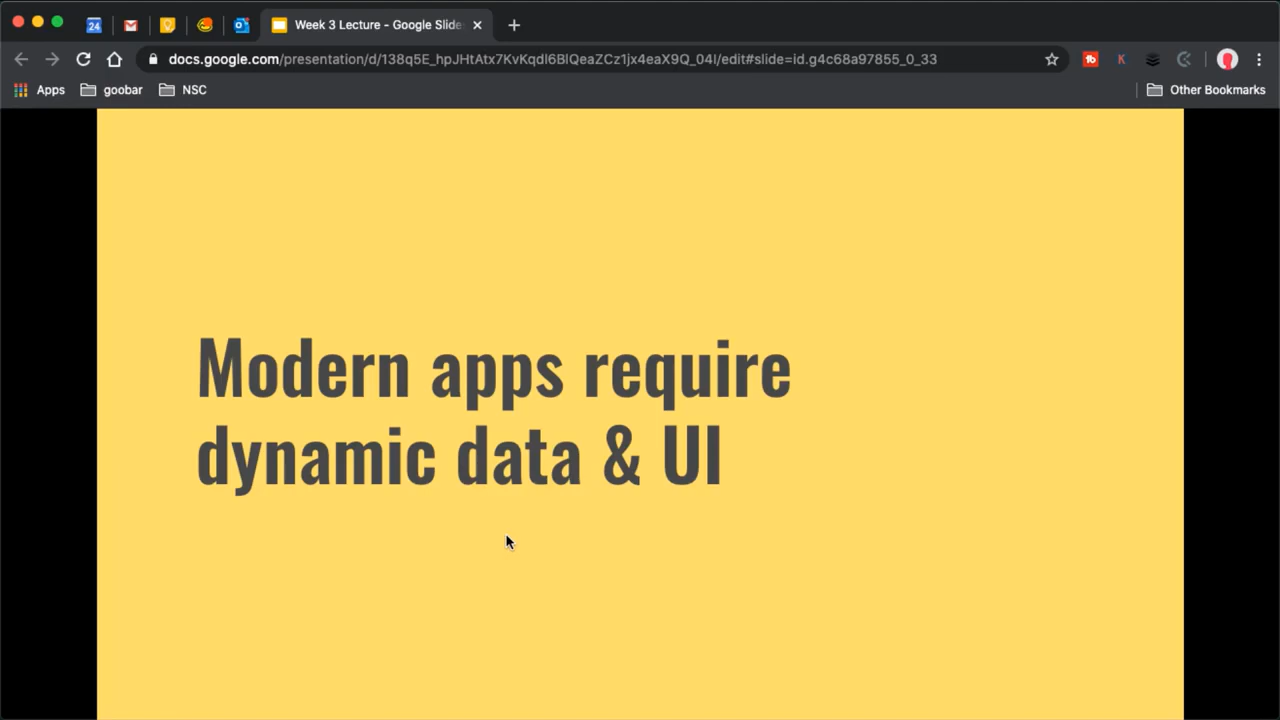 24
Week 3 Lecture - Google Slide
docs.google.com/presentation/d/138q5E_hpJHtAtx7KvKqdl6BlQeaZCz1jx4eaX9Q_04I/edit#slide=id.g4c68a97855_0_33
K
Apps
goobar
NSC
Other Bookmarks
Modern apps require
dynamic data & UI